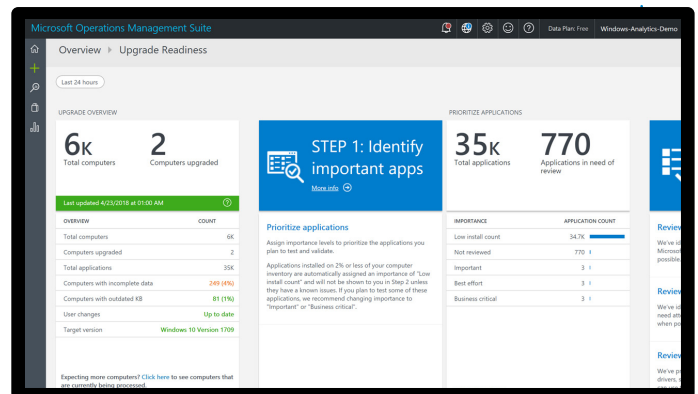 Microsoft Operations Management Suite
Data Plan: Free
Windows-Analytics-Demo
Overview
Upgrade Readiness
Last 24 hours
UPGRADE OVERVIEW
6K
Total computers
2
Computers upgraded
Last updated 4/23/2018 at 01:00 AM
OVERVIEW COUNT
Total computers 6K
Computers upgraded 2
Total applications 35K
Computers with incomplete data 249 (4%)
Computers with outdated KB 81 (1%)
User changes Up to date
Target version Windows 10 Version 1709
Expecting more computers? Click here to see computers that
are currently being processed.
STEP 1: Identify
important apps
More info
Prioritize applications
Assign importance levels to prioritize the applications you
plan to test and validate.
Applications installed on 2% or less of your computer
inventory are automatically assigned an importance of "Low
install count" and will not be shown to you in Step 2 unless
they have a known issues. If you plan to test some of these
applications, we recommend changing importance to
"Important" or "Business critical".
PRIORITIZE APPLICATIONS
35K
Total applications
770
Applications in need of
review
IMPORTANCE APPLICATION COUNT
Low install count 34.7K
Not reviewed 770
Important 3
Best effort 3
Business critical 3
Review
We've id
Microsof
possible.
Review
We've id
need att
when po
Review
We've p
drivers, s